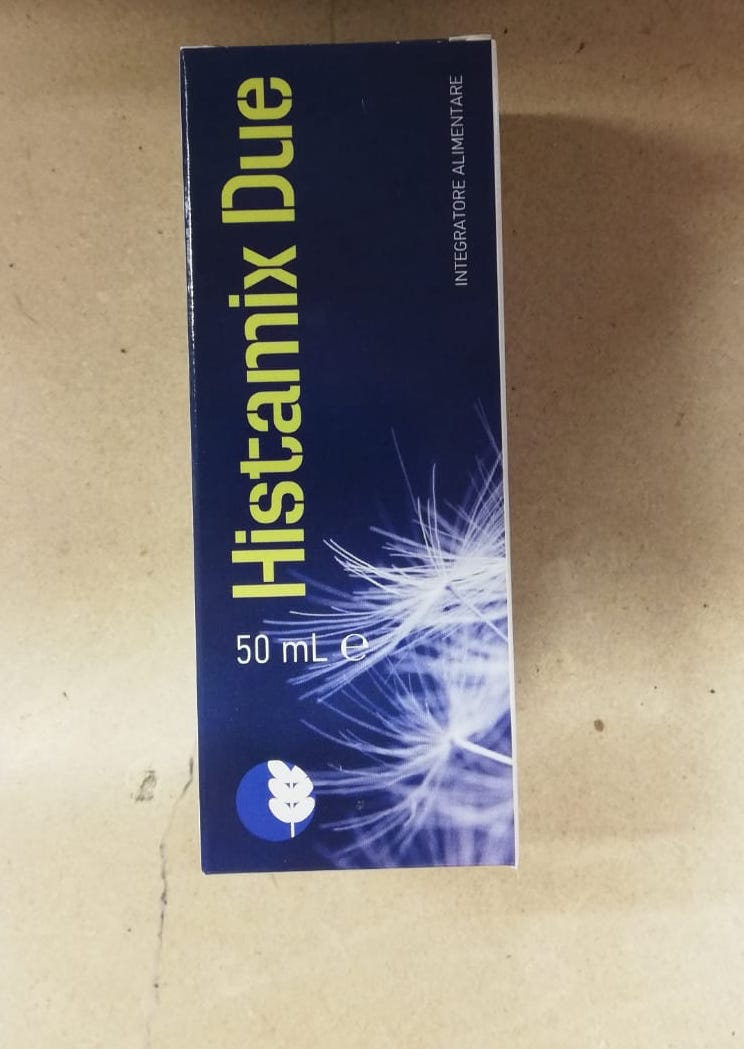 Histamix Due
INTEGRATORE ALIMENTARE
50 mL ℮